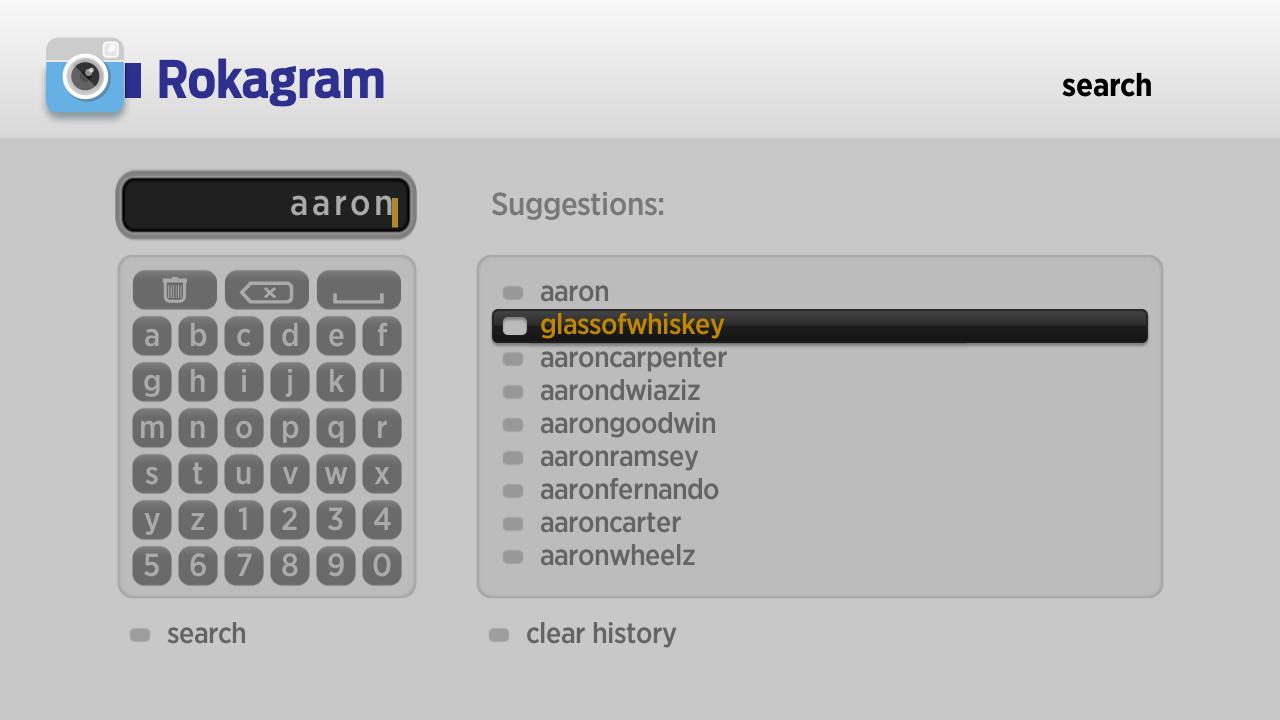 Rokagram
search
aaron
Suggestions:
aaron
glassofwhiskey
aaroncarpenter
aarondwiaziz
aarongoodwin
aaronramsey
aaronfernando
aaroncarter
aaronwheelz
a b c d e f
g h i j k l
m n o p q r
s t u v w x
y z 1 2 3 4
5 6 7 8 9 0
search
clear history